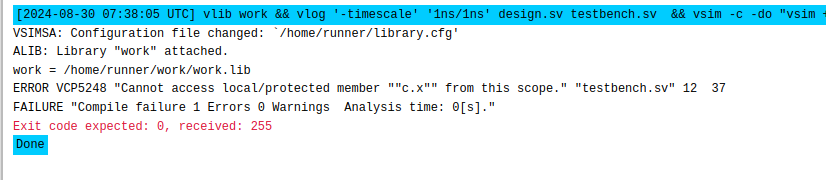 [2024-08-30 07:38:05 UTC] vlib work && vlog '-timescale' '1ns/1ns' design.sv testbench.sv  && vsim -c -do "vsim +
VSIMSA: Configuration file changed: `/home/runner/library.cfg'
ALIB: Library "work" attached.
work = /home/runner/work/work.lib
ERROR VCP5248 "Cannot access local/protected member ""c.x"" from this scope." "testbench.sv" 12  37
FAILURE "Compile failure 1 Errors 0 Warnings  Analysis time: 0[s]."
Exit code expected: 0, received: 255
Done